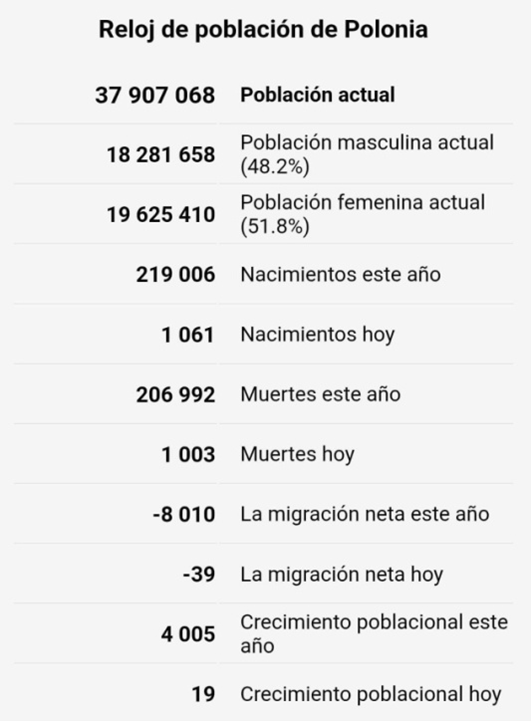 Reloj de población de Polonia
37 907 068 Población actual
18 281 658 Población masculina actual
(48.2%)
19 625 410 Población femenina actual
(51.8%)
219 006 Nacimientos este año
1 061 Nacimientos hoy
206 992 Muertes este año
1 003 Muertes hoy
-8 010 La migración neta este año
-39 La migración neta hoy
4 005 Crecimiento poblacional este
año
19 Crecimiento poblacional hoy